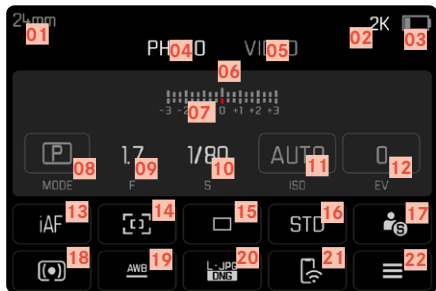 24mm 01 02 2K 03
PHOTO 04 VIDEO 05
06
07
-3 -2 0 +1 +2 +3
P 08 1.7 09 1/80 10 AUTO 11 0 12
MODE F S ISO EV
iAF 13 14 15 STD 16 S 17
18 AWB 19 L-JPG 20 21 22
DNG